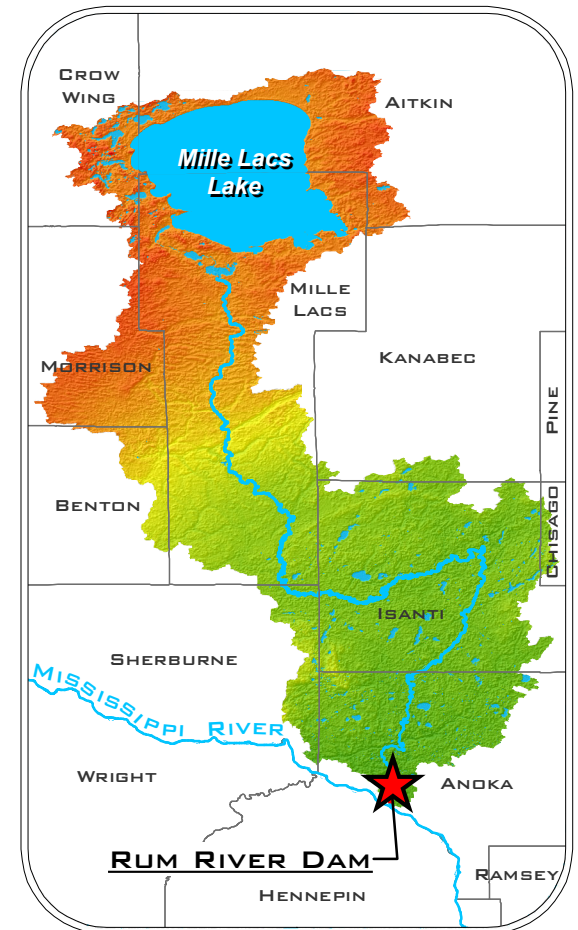 CROW
WING
AITKIN
Mille Lacs
Lake
MILLE
LACS
KANABEC
MORRISON
PINE
BENTON
CHISAGO
ISANTI
SHERBURNE
MISSISSIPPI RIVER
WRIGHT
ANOKA
RUM RIVER DAM
RAMSEY
HENNEPIN